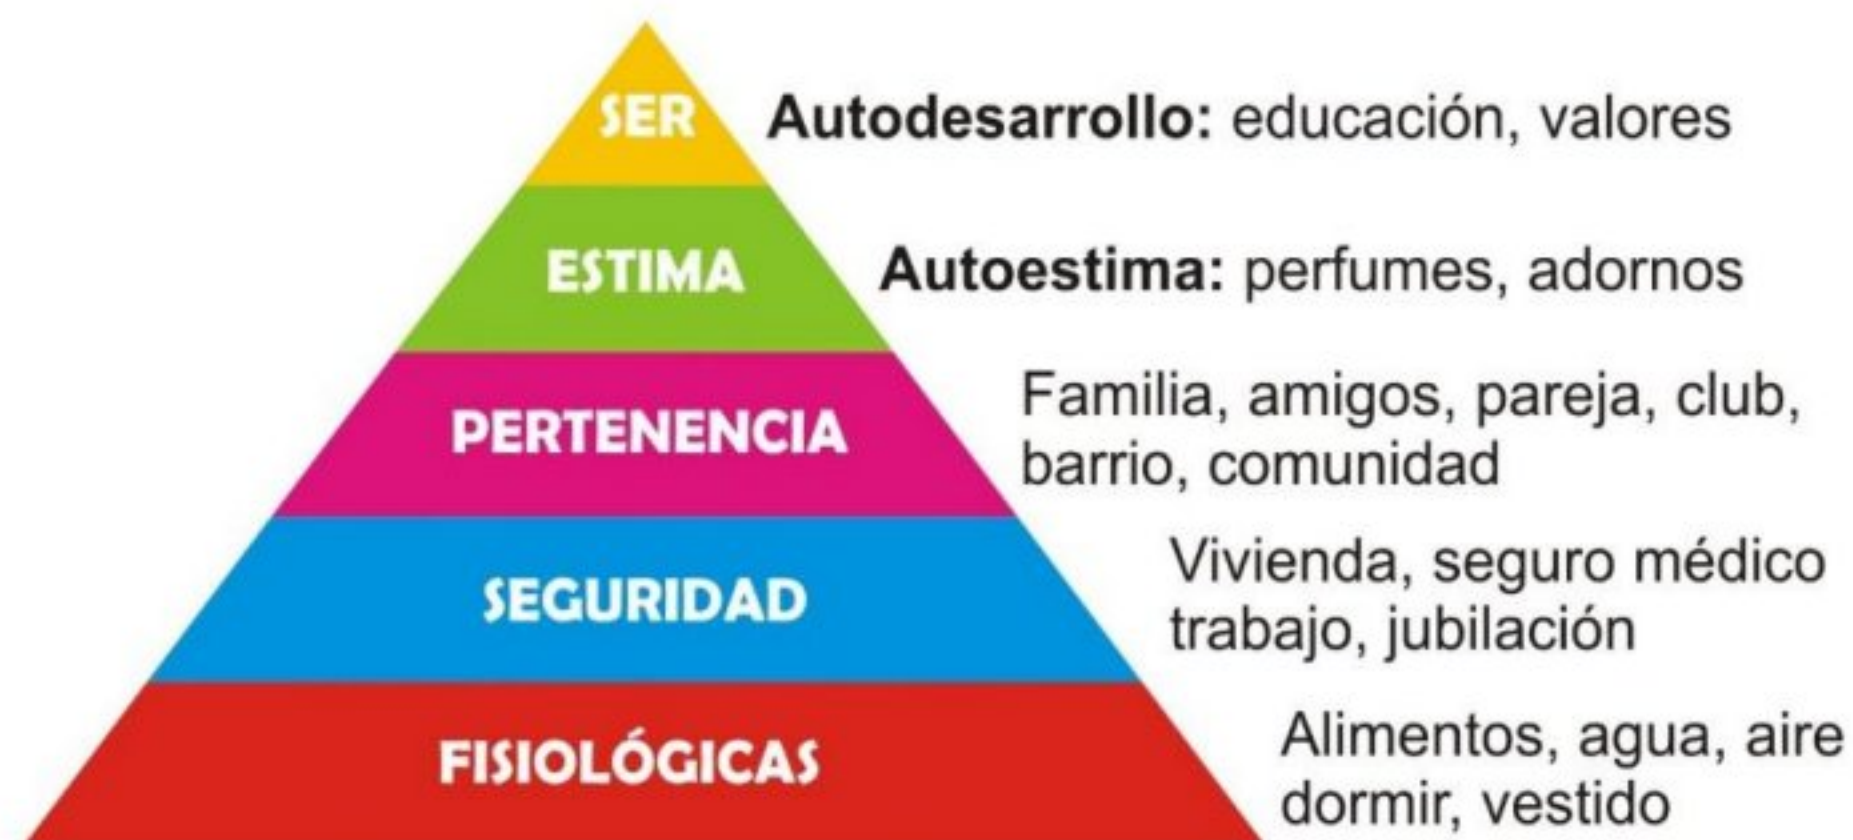 SER
Autodesarrollo: educación, valores
ESTIMA
Autoestima: perfumes, adornos
PERTENENCIA
Familia, amigos, pareja, club,
barrio, comunidad
SEGURIDAD
Vivienda, seguro médico
trabajo, jubilación
FISIOLÓGICAS
Alimentos, agua, aire
dormir, vestido